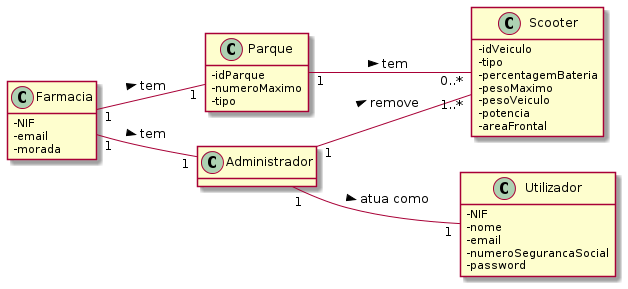 C Farmacia
-NIF
-email
-morada
tem
1
1
tem
1
1
C Parque
-idParque
-numeroMaximo
-tipo
C Administrador
tem
1
0..*
remove
1
1..*
atua como
1
1
C Scooter
-idVeiculo
-tipo
-percentagemBateria
-pesoMaximo
-pesoVeiculo
-potencia
-areaFrontal
C Utilizador
-NIF
-nome
-email
-numeroSegurancaSocial
-password